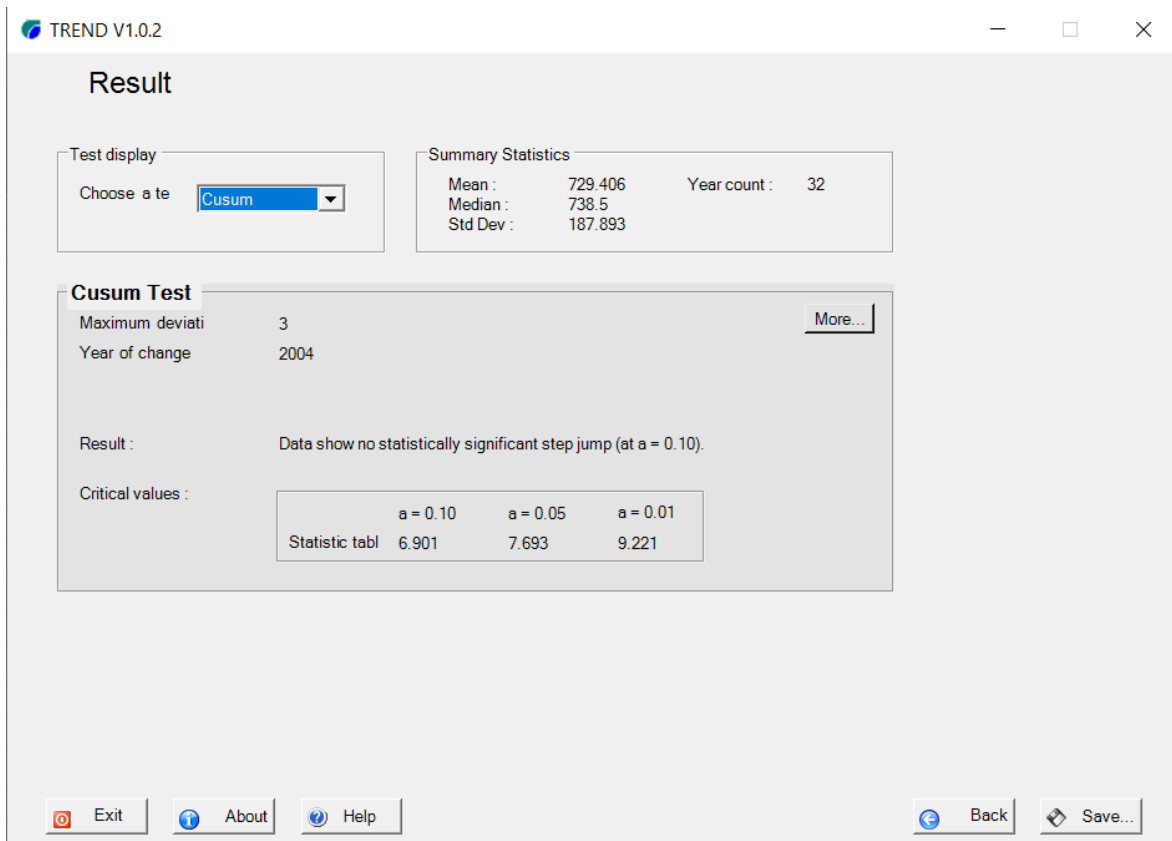 TREND V1.0.2
Result
Test display
Choose a te Cusum
Summary Statistics
Mean : 729.406 Year count : 32
Median : 738.5
Std Dev : 187.893
Cusum Test
Maximum deviati 3 More...
Year of change 2004
Result : Data show no statistically significant step jump (at a = 0.10).
Critical values :
a = 0.10 a = 0.05 a = 0.01
Statistic tabl 6.901 7.693 9.221
Exit About Help Back Save...